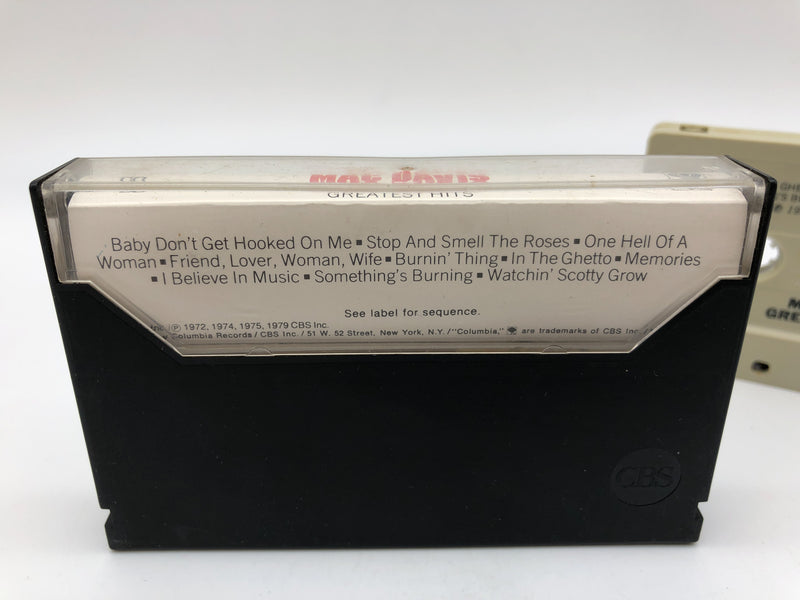 MAC DAVIS
GREATEST HITS
Baby Don't Get Hooked On Me ▪ Stop And Smell The Roses ▪ One Hell Of A
Woman ▪ Friend, Lover, Woman, Wife ▪ Burnin' Thing ▪ In The Ghetto ▪ Memories
▪ I Believe In Music ▪ Something's Burning ▪ Watchin' Scotty Grow
See label for sequence.
Inc. ℗ 1972, 1974, 1975, 1979 CBS Inc.
Columbia Records / CBS Inc. / 51 W. 52 Street, New York, N.Y. / "Columbia," are trademarks of CBS Inc.
CBS